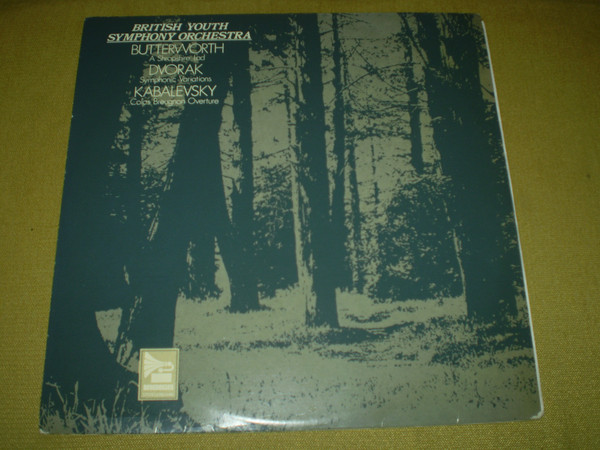 BRITISH YOUTH
SYMPHONY ORCHESTRA
BUTTERWORTH
A Shropshire Lad
DVORAK
Symphonic Variations
KABALEVSKY
Colas Breugnon Overture